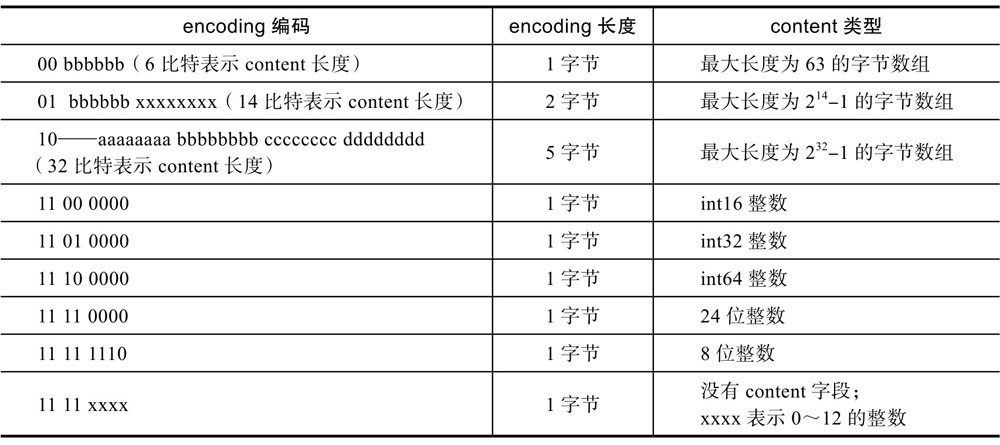 encoding 编码 encoding 长度 content 类型
00 bbbbbb（6 比特表示 content 长度） 1 字节 最大长度为 63 的字节数组
01 bbbbbb xxxxxxxx（14 比特表示 content 长度） 2 字节 最大长度为 2¹⁴–1 的字节数组
10——aaaaaaaa bbbbbbbbb cccccccc dddddddd
（32 比特表示 content 长度） 5 字节 最大长度为 2³²–1 的字节数组
11 00 0000 1 字节 int16 整数
11 01 0000 1 字节 int32 整数
11 10 0000 1 字节 int64 整数
11 11 0000 1 字节 24 位整数
11 11 1110 1 字节 8 位整数
11 11 xxxx 1 字节 没有 content 字段；
xxxx 表示 0～12 的整数